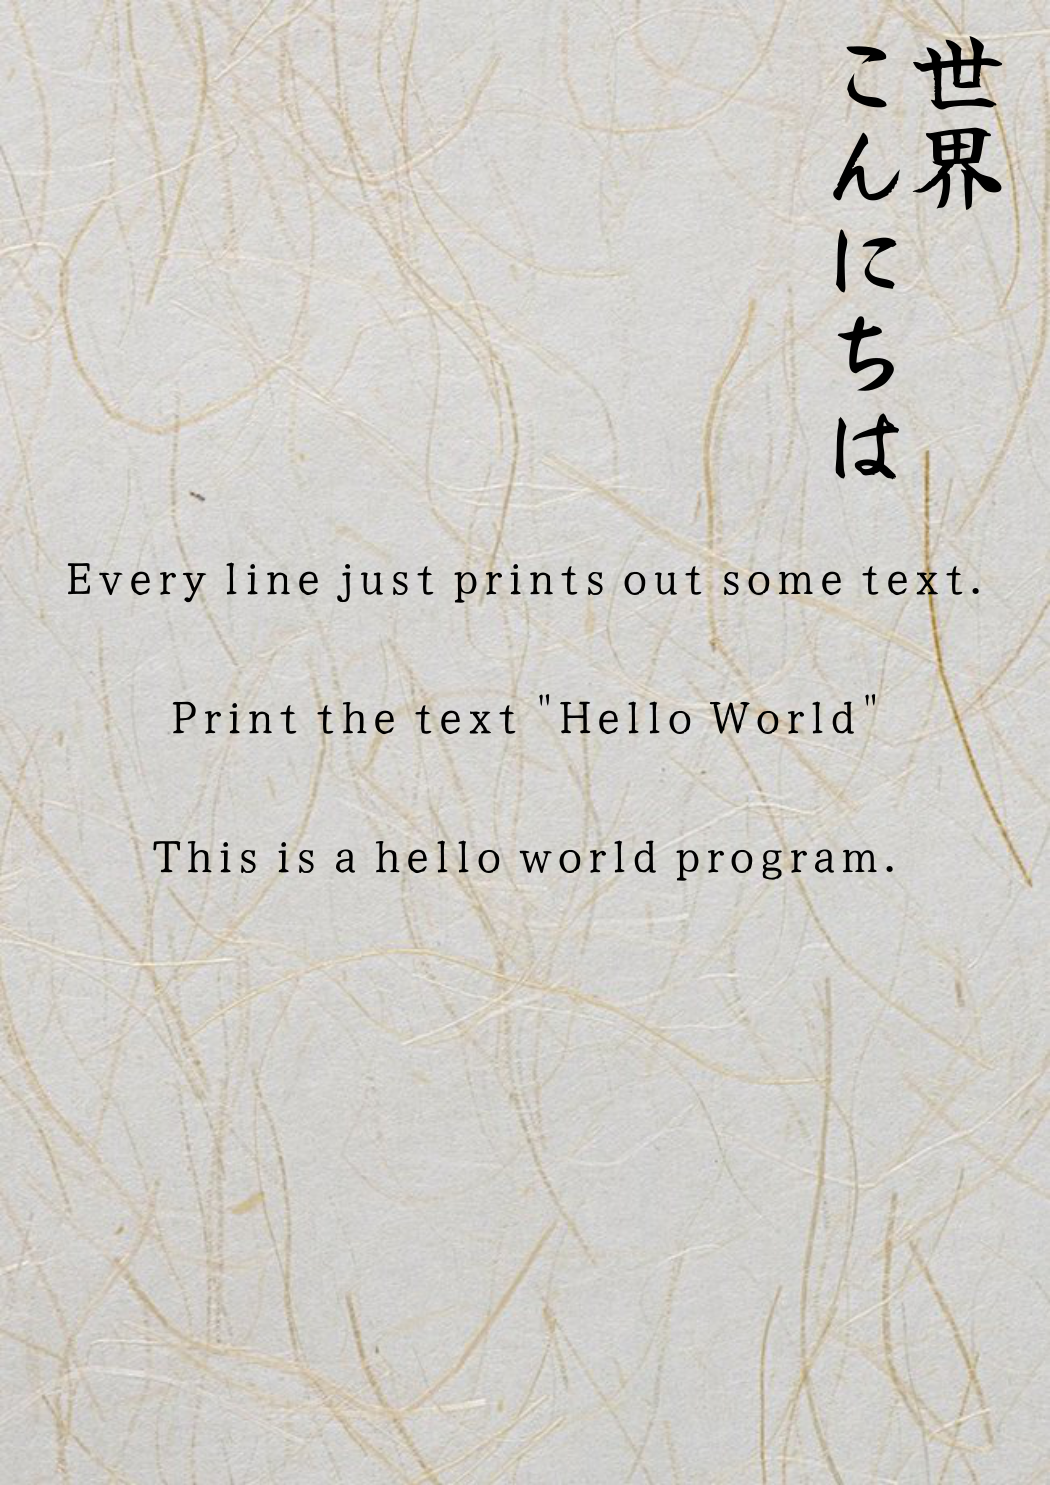 世界
こんにちは
Every line just prints out some text.
Print the text "Hello World"
This is a hello world program.